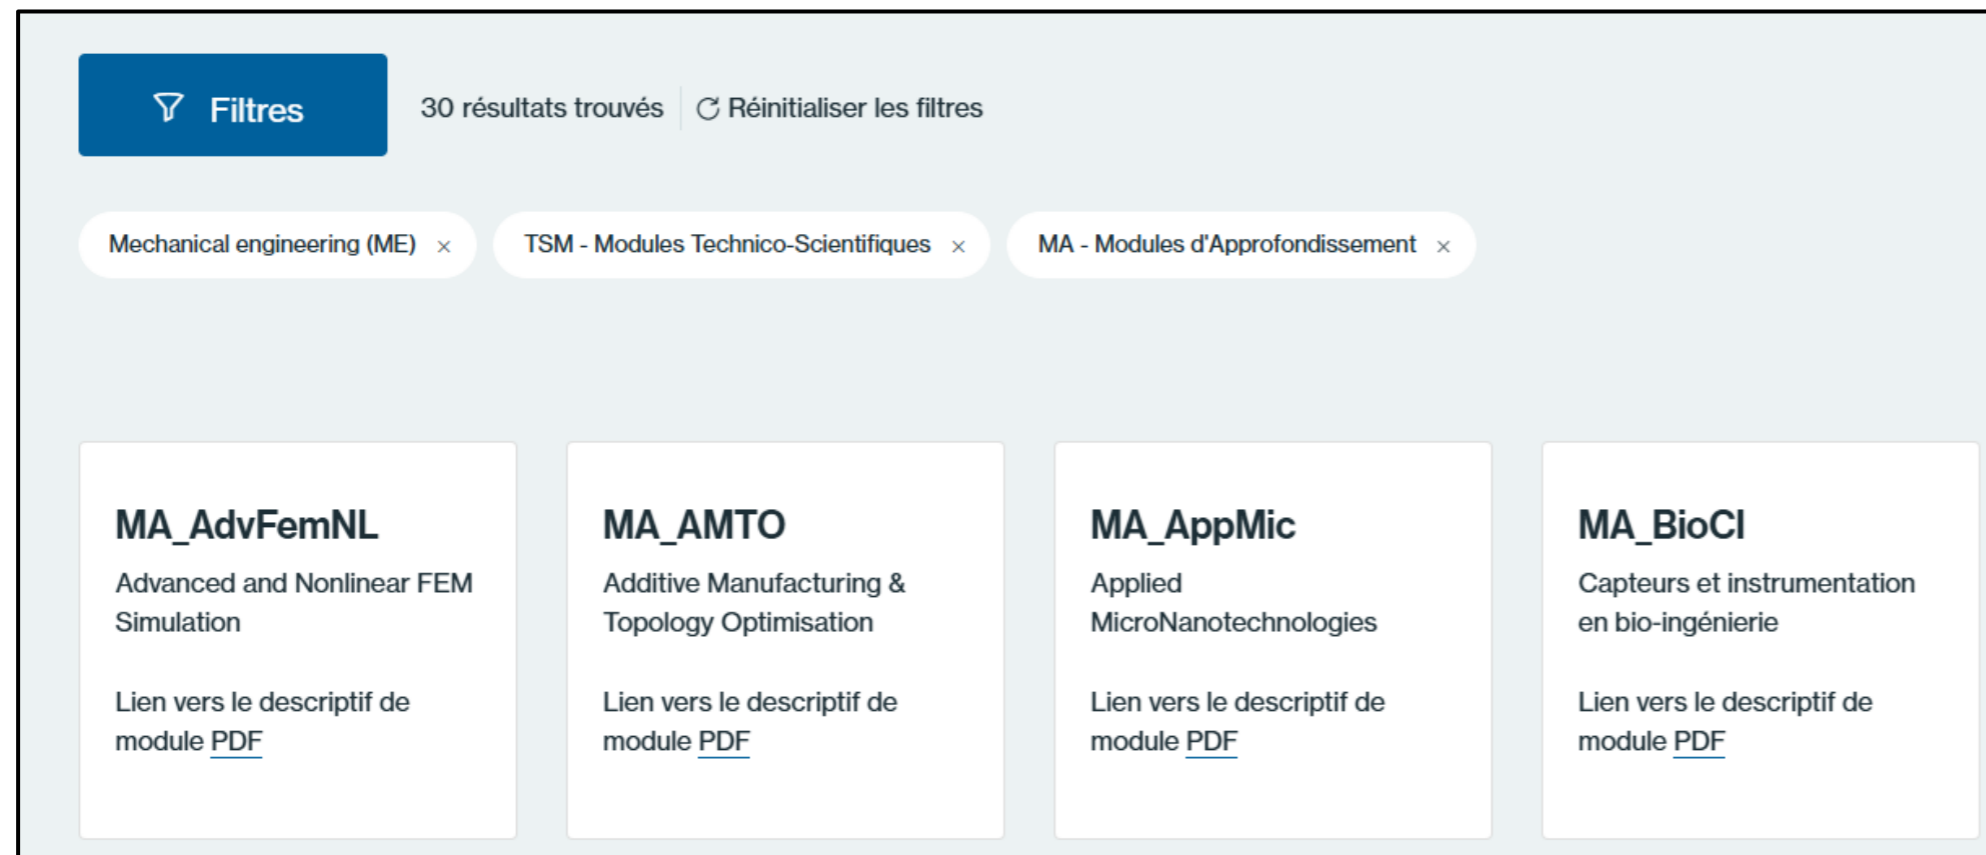 Filtres
30 résultats trouvés
Réinitialiser les filtres
Mechanical engineering (ME) ×
TSM - Modules Technico-Scientifiques ×
MA - Modules d'Approfondissement ×
MA_AdvFemNL
Advanced and Nonlinear FEM
Simulation
Lien vers le descriptif de
module PDF
MA_AMTO
Additive Manufacturing &
Topology Optimisation
Lien vers le descriptif de
module PDF
MA_AppMic
Applied
MicroNanotechnologies
Lien vers le descriptif de
module PDF
MA_BioCI
Capteurs et instrumentation
en bio-ingénierie
Lien vers le descriptif de
module PDF